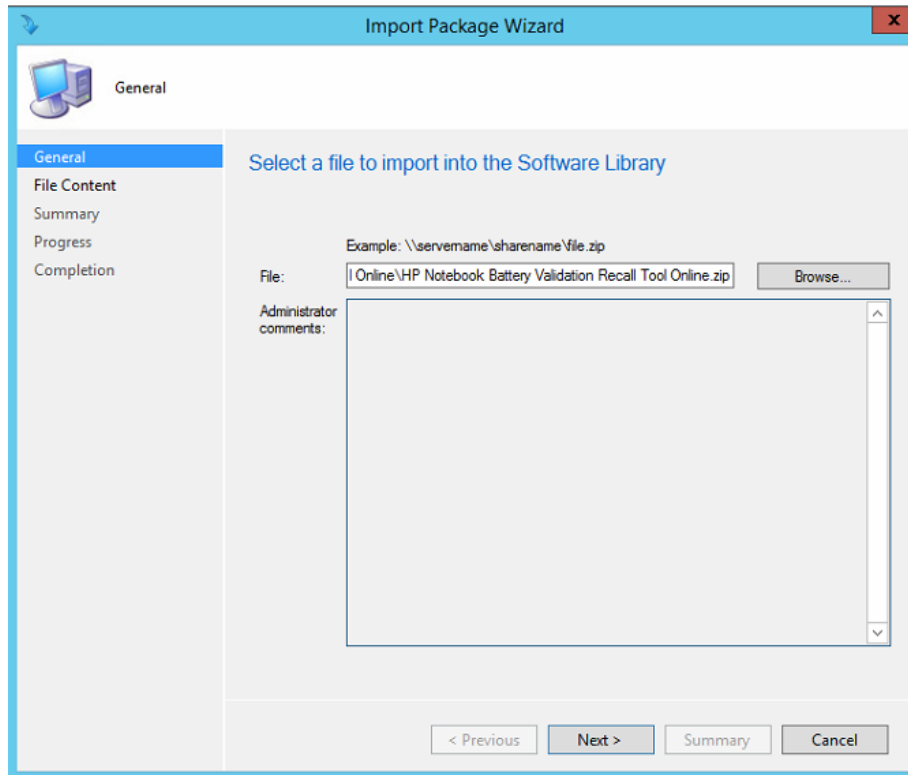 Import Package Wizard
x
General
General
File Content
Summary
Progress
Completion
Select a file to import into the Software Library
Example: \\servername\sharename\file.zip
File:
l Online\HP Notebook Battery Validation Recall Tool Online.zip
Browse...
Administrator
comments:
< Previous
Next >
Summary
Cancel